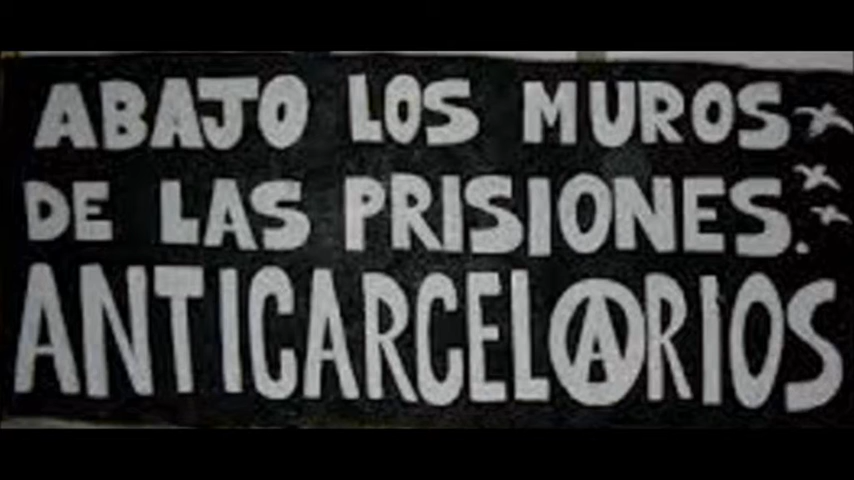 ABAJO LOS MUROS
DE LAS PRISIONES.
ANTICARCELARIOS